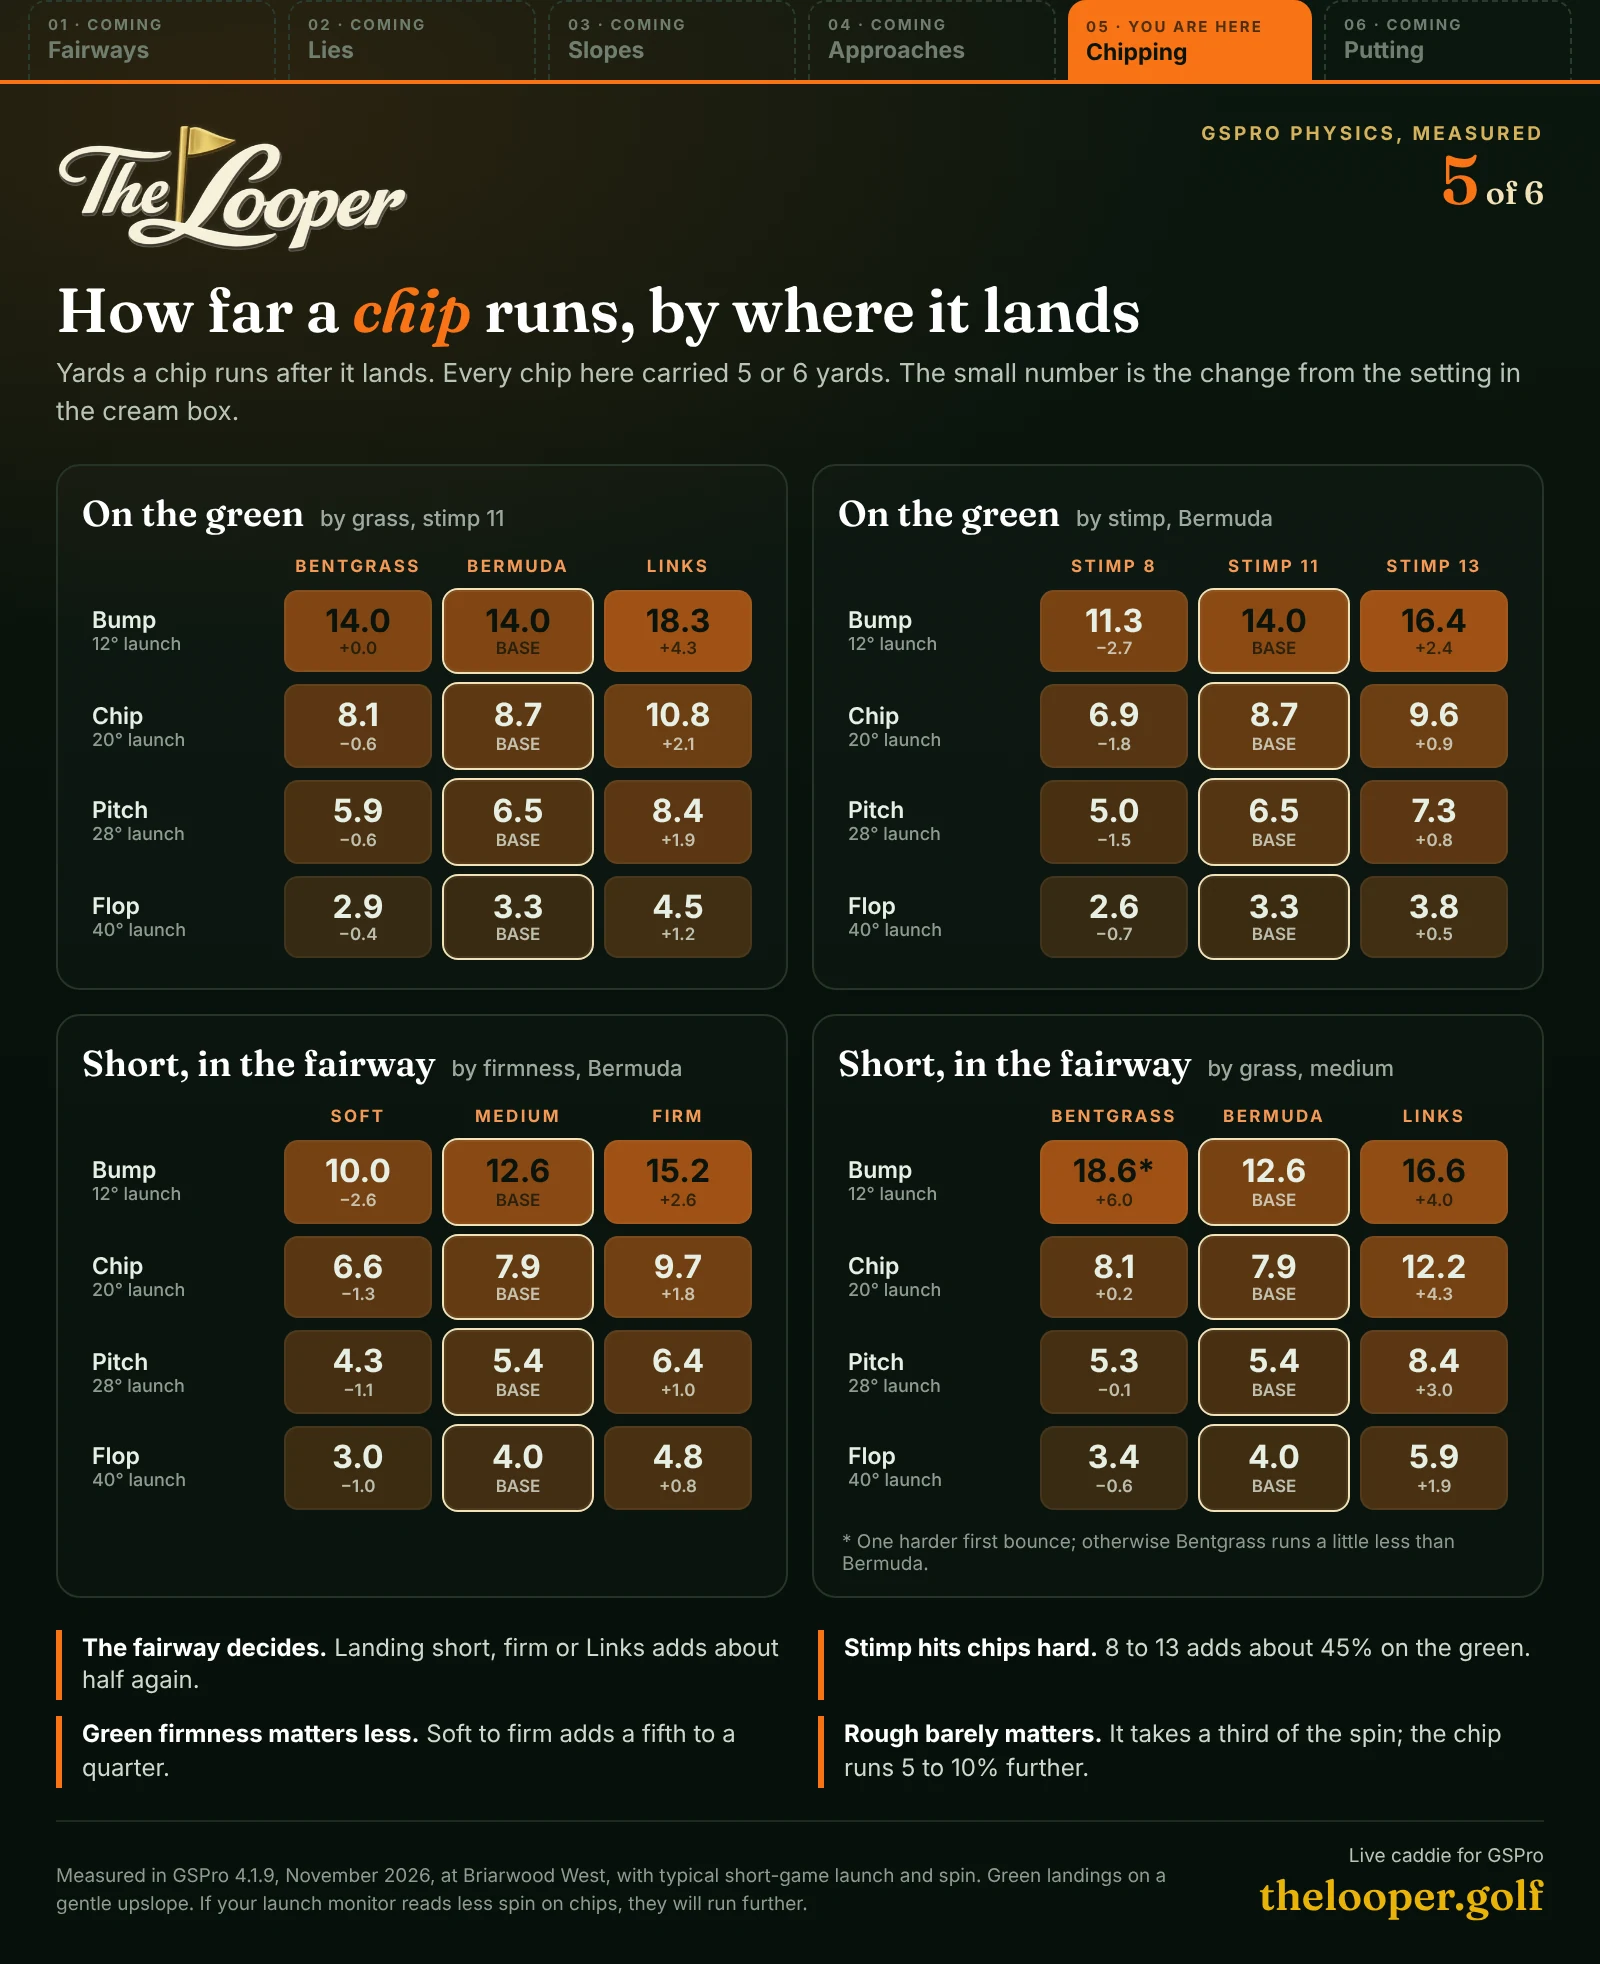 01 · COMING
Fairways
02 · COMING
Lies
03 · COMING
Slopes
04 · COMING
Approaches
05 · YOU ARE HERE
Chipping
06 · COMING
Putting
The Looper
GSPRO PHYSICS, MEASURED
5 of 6
How far a chip runs, by where it lands
Yards a chip runs after it lands. Every chip here carried 5 or 6 yards. The small number is the change from the setting in
the cream box.
On the green by grass, stimp 11
BENTGRASS BERMUDA LINKS
Bump 14.0 14.0 18.3
12° launch +0.0 BASE +4.3
Chip 8.1 8.7 10.8
20° launch −0.6 BASE +2.1
Pitch 5.9 6.5 8.4
28° launch −0.6 BASE +1.9
Flop 2.9 3.3 4.5
40° launch −0.4 BASE +1.2
On the green by stimp, Bermuda
STIMP 8 STIMP 11 STIMP 13
Bump 11.3 14.0 16.4
12° launch −2.7 BASE +2.4
Chip 6.9 8.7 9.6
20° launch −1.8 BASE +0.9
Pitch 5.0 6.5 7.3
28° launch −1.5 BASE +0.8
Flop 2.6 3.3 3.8
40° launch −0.7 BASE +0.5
Short, in the fairway by firmness, Bermuda
SOFT MEDIUM FIRM
Bump 10.0 12.6 15.2
12° launch −2.6 BASE +2.6
Chip 6.6 7.9 9.7
20° launch −1.3 BASE +1.8
Pitch 4.3 5.4 6.4
28° launch −1.1 BASE +1.0
Flop 3.0 4.0 4.8
40° launch −1.0 BASE +0.8
Short, in the fairway by grass, medium
BENTGRASS BERMUDA LINKS
Bump 18.6* 12.6 16.6
12° launch +6.0 BASE +4.0
Chip 8.1 7.9 12.2
20° launch +0.2 BASE +4.3
Pitch 5.3 5.4 8.4
28° launch −0.1 BASE +3.0
Flop 3.4 4.0 5.9
40° launch −0.6 BASE +1.9
* One harder first bounce; otherwise Bentgrass runs a little less than
Bermuda.
The fairway decides. Landing short, firm or Links adds about
half again.
Stimp hits chips hard. 8 to 13 adds about 45% on the green.
Green firmness matters less. Soft to firm adds a fifth to a
quarter.
Rough barely matters. It takes a third of the spin; the chip
runs 5 to 10% further.
Measured in GSPro 4.1.9, November 2026, at Briarwood West, with typical short-game launch and spin. Green landings on a
gentle upslope. If your launch monitor reads less spin on chips, they will run further.
Live caddie for GSPro
thelooper.golf